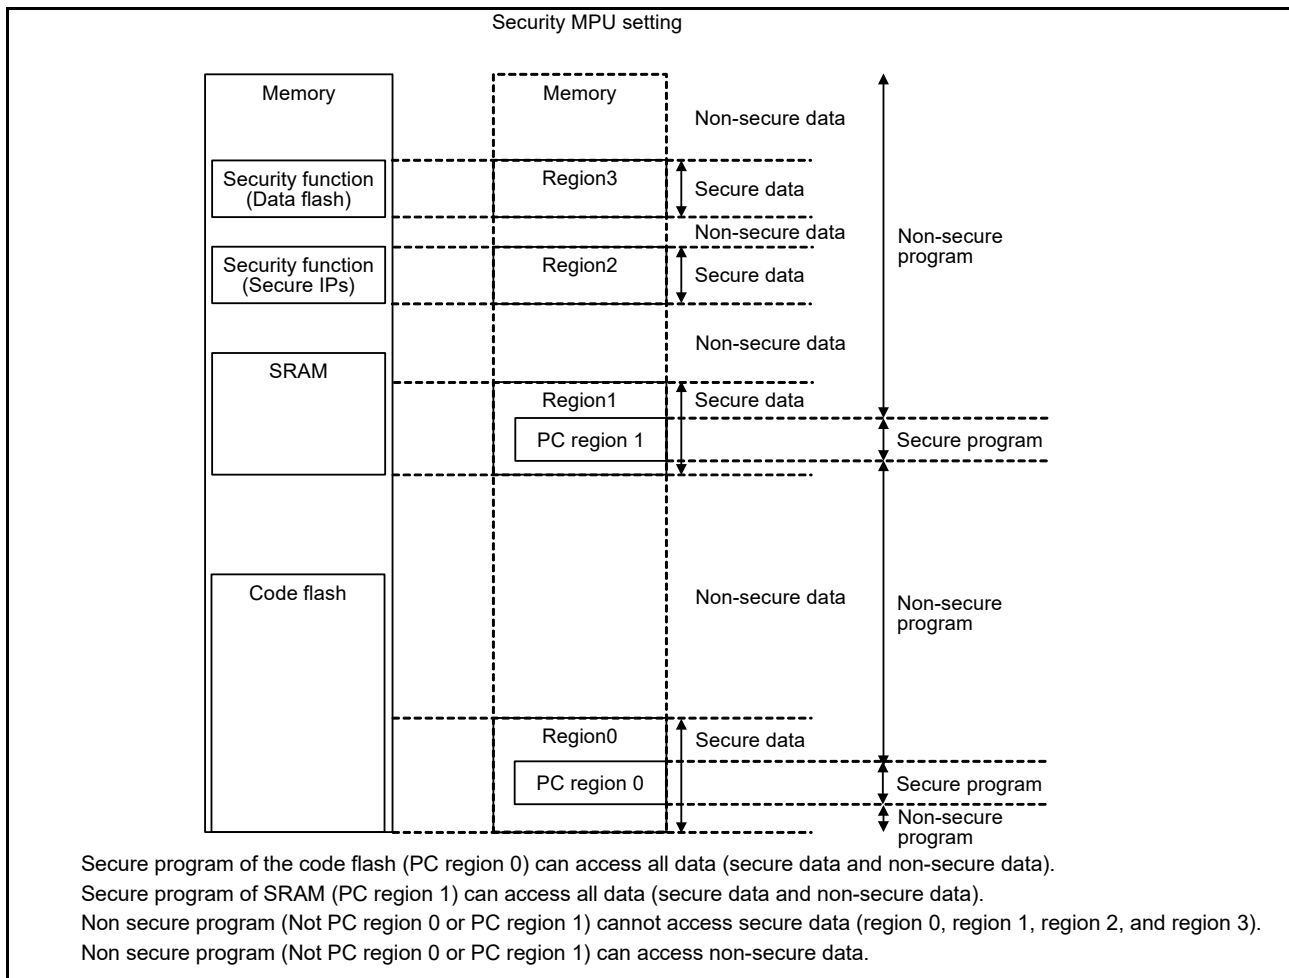 Security MPU setting
Memory
Memory
Non-secure data
Security function
(Data flash)
Region3
Secure data
Non-secure data
Non-secure
program
Security function
(Secure IPs)
Region2
Secure data
Non-secure data
SRAM
Region1
Secure data
PC region 1
Secure program
Code flash
Non-secure data
Non-secure
program
Region0
Secure data
PC region 0
Secure program
Non-secure
program
Secure program of the code flash (PC region 0) can access all data (secure data and non-secure data).
Secure program of SRAM (PC region 1) can access all data (secure data and non-secure data).
Non secure program (Not PC region 0 or PC region 1) cannot access secure data (region 0, region 1, region 2, and region 3).
Non secure program (Not PC region 0 or PC region 1) can access non-secure data.